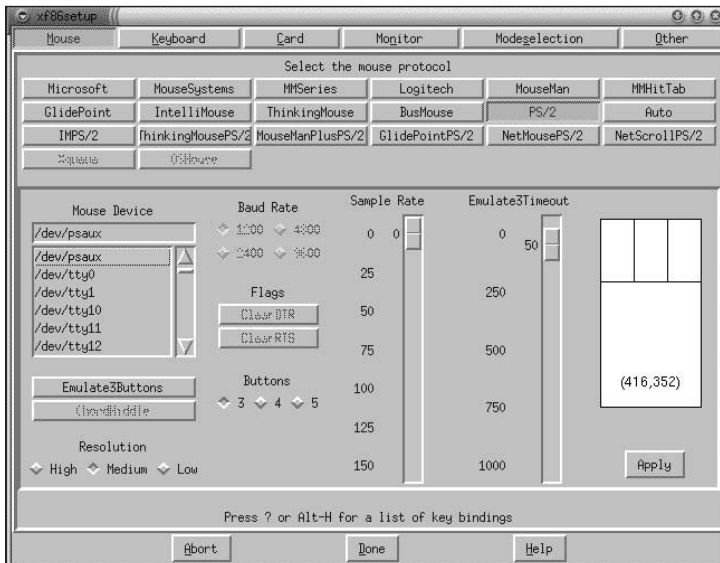 xf86setup
Mouse Keyboard Card Monitor Modeselection Other
Select the mouse protocol
Microsoft MouseSystems MMSeries Logitech MouseMan MMHitTab
GlidePoint IntelliMouse ThinkingMouse BusMouse PS/2 Auto
IMPS/2 ThinkingMousePS/2 MouseManPlusPS/2 GlidePointPS/2 NetMousePS/2 NetScrollPS/2
Xqueue OSMouse
Mouse Device
/dev/psaux
/dev/psaux
/dev/tty0
/dev/tty1
/dev/tty10
/dev/tty11
/dev/tty12
Emulate3Buttons
ChordMiddle
Resolution
High Medium Low
Baud Rate
1200 4800
2400 9600
Flags
ClearDTR
ClearRTS
Buttons
3 4 5
Sample Rate
0 0
25
50
75
100
125
150
Emulate3Timeout
0 50
250
500
750
1000
(416,352)
Apply
Press ? or Alt-H for a list of key bindings
Abort Done Help